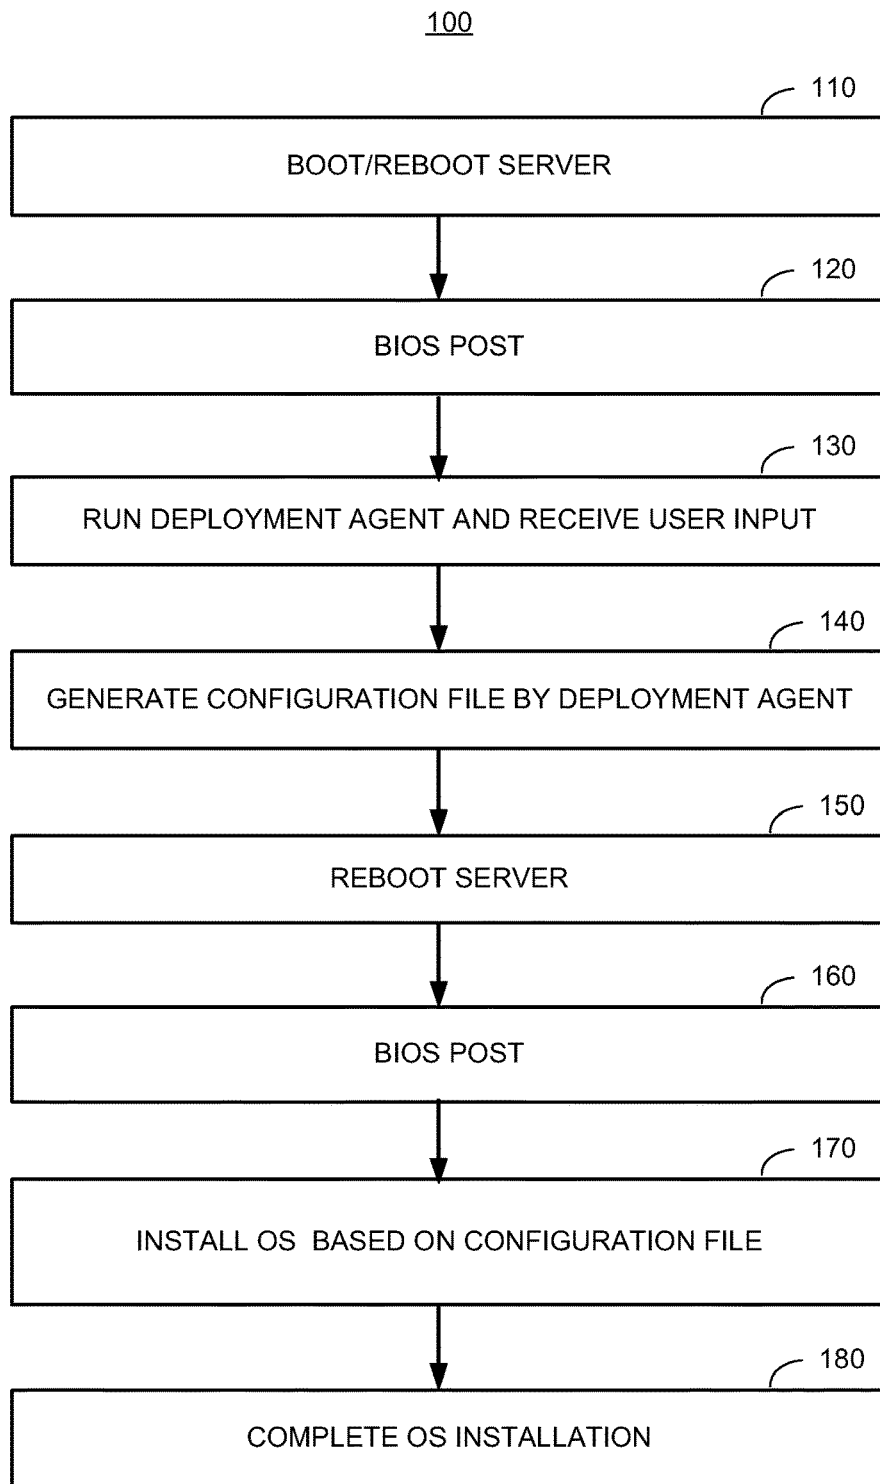 100
110
BOOT/REBOOT SERVER
120
BIOS POST
130
RUN DEPLOYMENT AGENT AND RECEIVE USER INPUT
140
GENERATE CONFIGURATION FILE BY DEPLOYMENT AGENT
150
REBOOT SERVER
160
BIOS POST
170
INSTALL OS BASED ON CONFIGURATION FILE
180
COMPLETE OS INSTALLATION